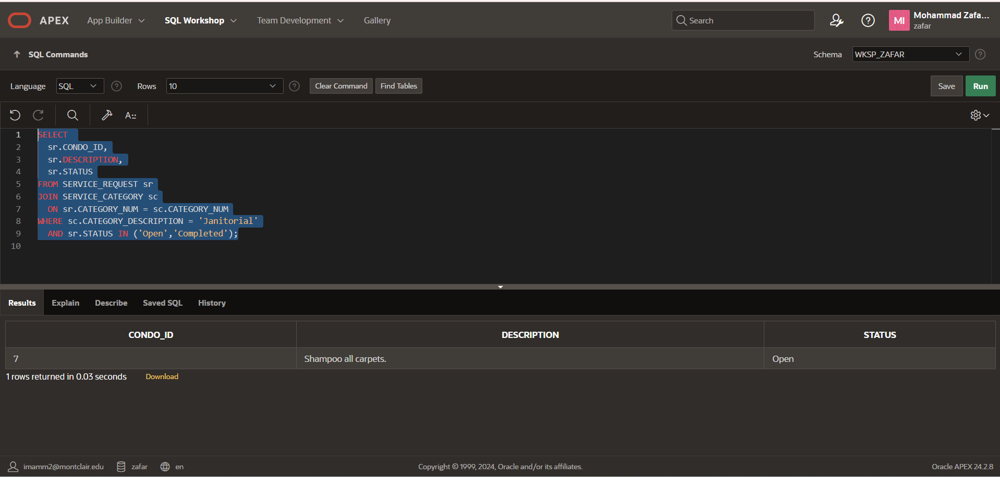 APEX App Builder SQL Workshop Team Development Gallery Search MI Mohammad Zafa...
zafar
SQL Commands Schema WKSP_ZAFAR
Language SQL Rows 10 Clear Command Find Tables Save Run
A
1 SELECT
2 sr.CONDO_ID,
3 sr.DESCRIPTION,
4 sr.STATUS
5 FROM SERVICE_REQUEST sr
6 JOIN SERVICE_CATEGORY sc
7 ON sr.CATEGORY_NUM = sc.CATEGORY_NUM
8 WHERE sc.CATEGORY_DESCRIPTION = 'Janitorial'
9 AND sr.STATUS IN ('Open','Completed');
10
Results Explain Describe Saved SQL History
CONDO_ID DESCRIPTION STATUS
7 Shampoo all carpets. Open
1 rows returned in 0.03 seconds Download
imamm2@montclair.edu zafar en Copyright © 1999, 2024, Oracle and/or its affiliates. Oracle APEX 24.2.8